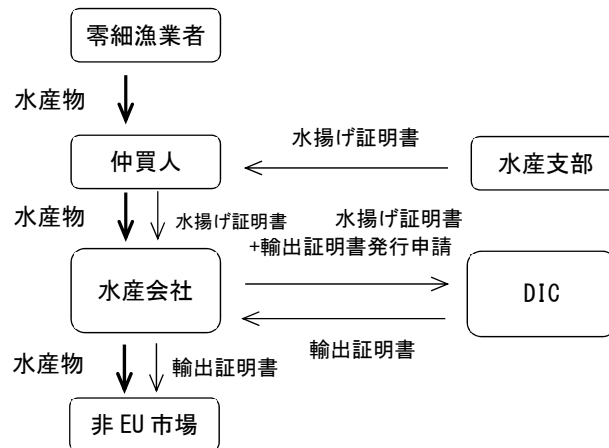 零細漁業者
水産物
水揚げ証明書
仲買人
水産支部
水産物
水揚げ証明書
水揚げ証明書
+輸出証明書発行申請
水産会社
DIC
輸出証明書
水産物
輸出証明書
非EU市場